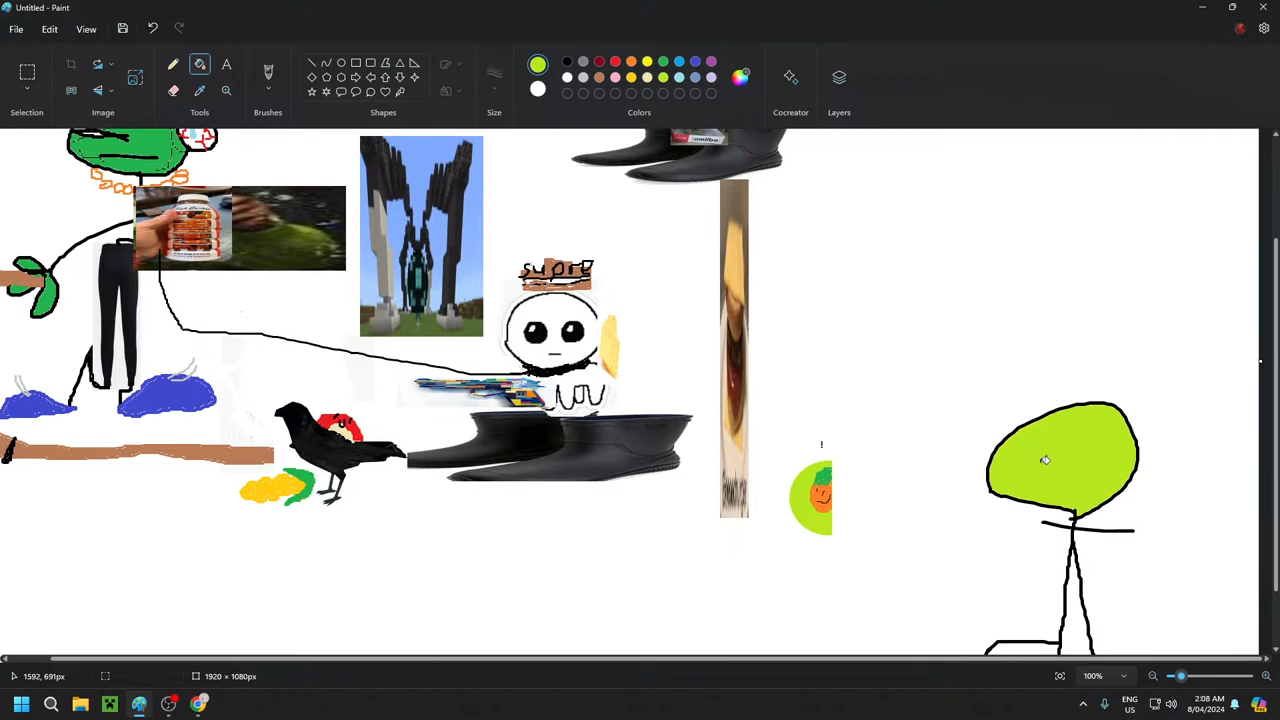 Untitled - Paint
File Edit View
Selection Image Tools Brushes Shapes Size Colors Cocreator Layers
amiibo
supre
!
1592, 691px 1920 × 1080px 100%
ENG 2:08 AM
US 8/04/2024